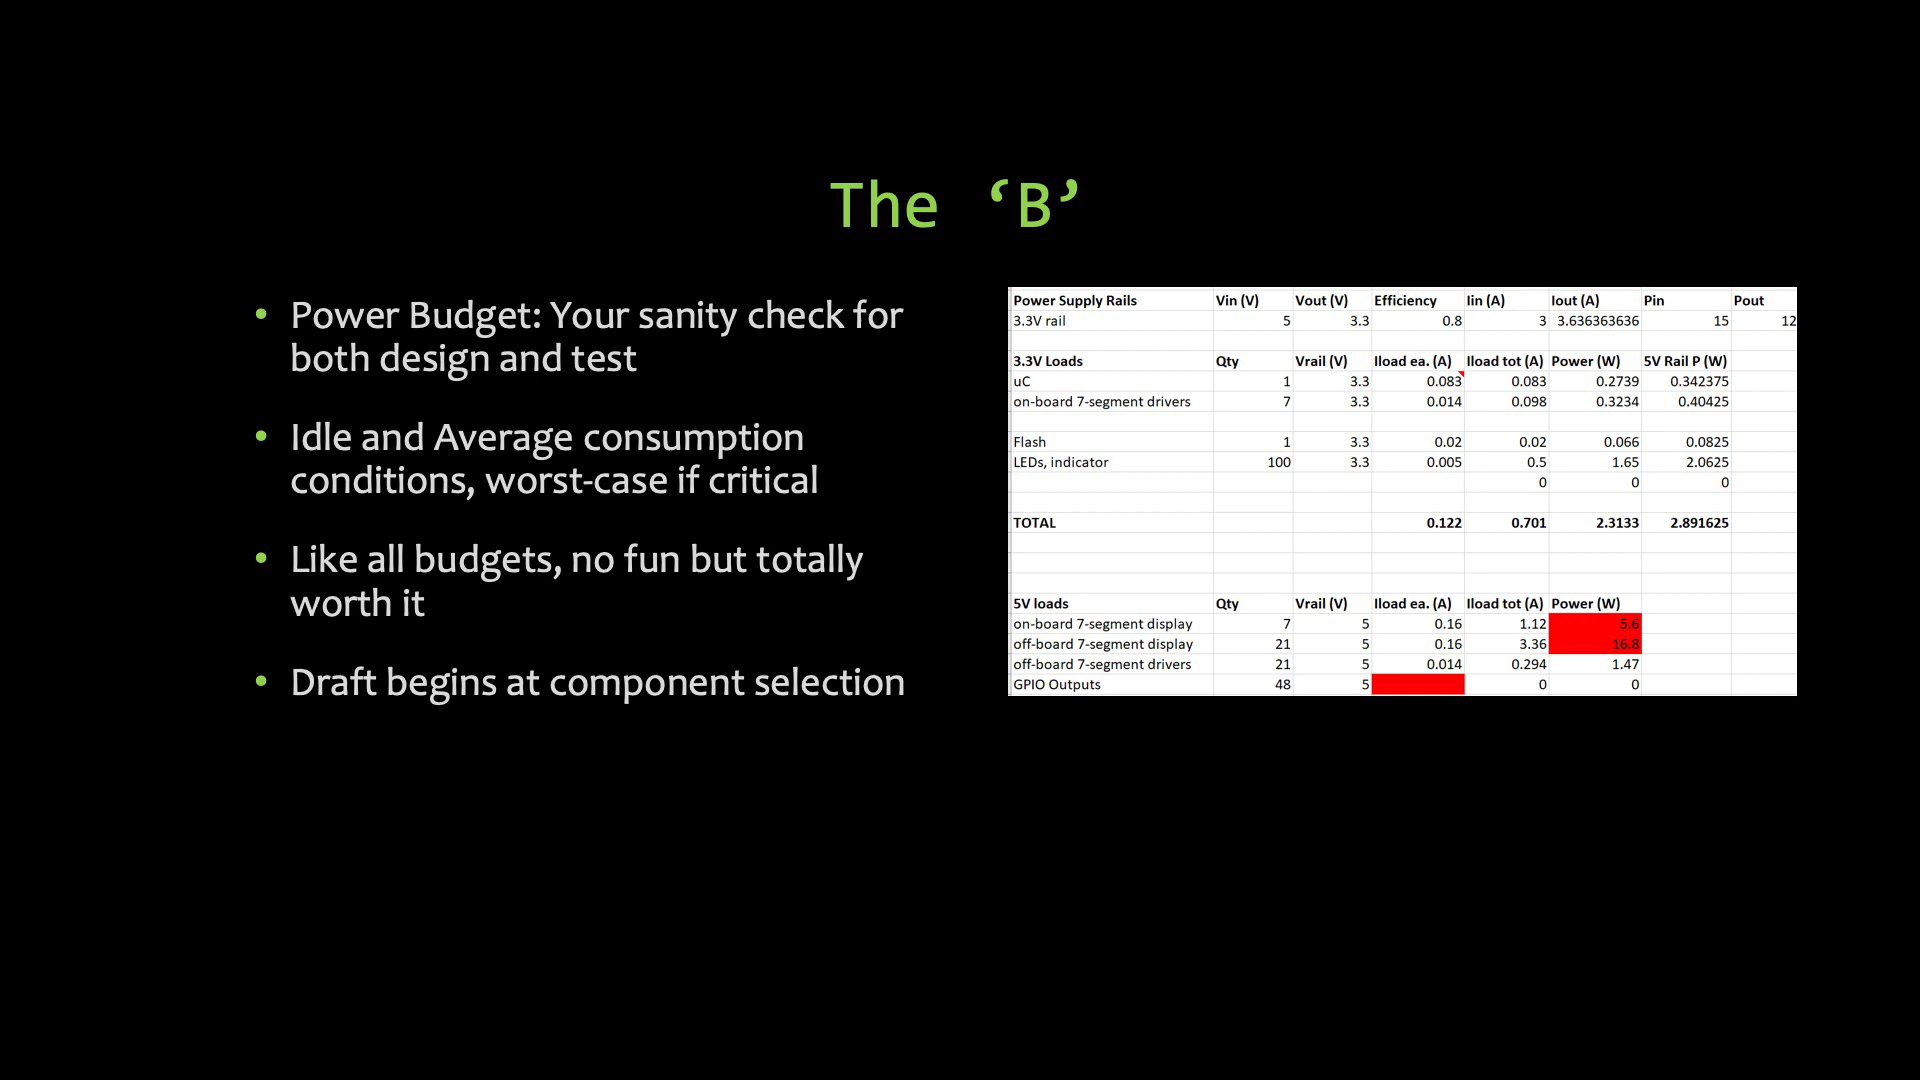 The ‘B’
• Power Budget: Your sanity check for
both design and test
• Idle and Average consumption
conditions, worst-case if critical
• Like all budgets, no fun but totally
worth it
• Draft begins at component selection
Power Supply Rails Vin (V) Vout (V) Efficiency Iin (A) Iout (A) Pin Pout
3.3V rail 5 3.3 0.8 3 3.636363636 15 12
3.3V Loads Qty Vrail (V) Iload ea. (A) Iload tot (A) Power (W) 5V Rail P (W)
uC 1 3.3 0.083 0.083 0.2739 0.342375
on-board 7-segment drivers 7 3.3 0.014 0.098 0.3234 0.40425
Flash 1 3.3 0.02 0.02 0.066 0.0825
LEDs, indicator 100 3.3 0.005 0.5 1.65 2.0625
0 0 0
TOTAL 0.122 0.701 2.3133 2.891625
5V loads Qty Vrail (V) Iload ea. (A) Iload tot (A) Power (W)
on-board 7-segment display 7 5 0.16 1.12 5.6
off-board 7-segment display 21 5 0.16 3.36 16.8
off-board 7-segment drivers 21 5 0.014 0.294 1.47
GPIO Outputs 48 5 0 0